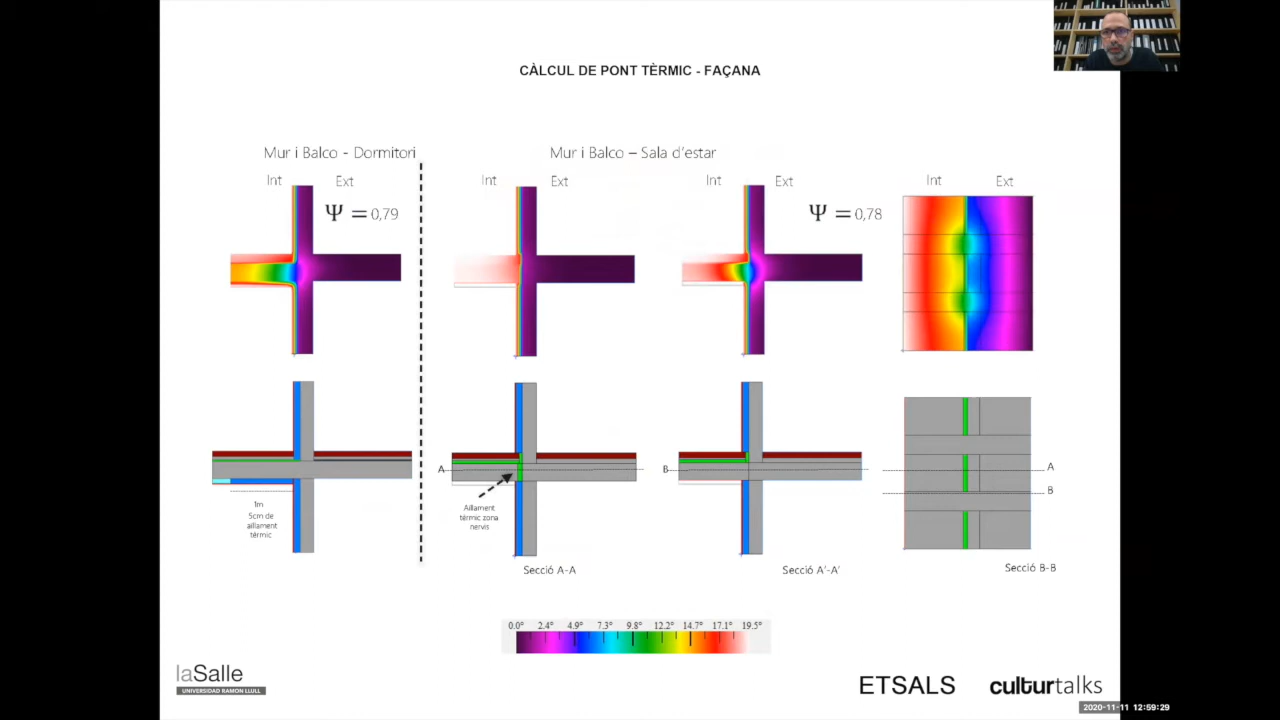 CÀLCUL DE PONT TÈRMIC - FAÇANA
Mur i Balco - Dormitori
Mur i Balco – Sala d'estar
Int Ext
Int Ext
Int Ext
Int Ext
Ψ = 0,79
Ψ = 0,78
A
B
A
B
1m
5cm de
aïllament
tèrmic
Aïllament
tèrmic zona
nervis
Secció A-A
Secció A'-A'
Secció B-B
0.0° 2.4° 4.9° 7.3° 9.8° 12.2° 14.7° 17.1° 19.5°
laSalle
UNIVERSIDAD RAMON LLULL
ETSALS
culturtalks
2020-11-11 12:59:29